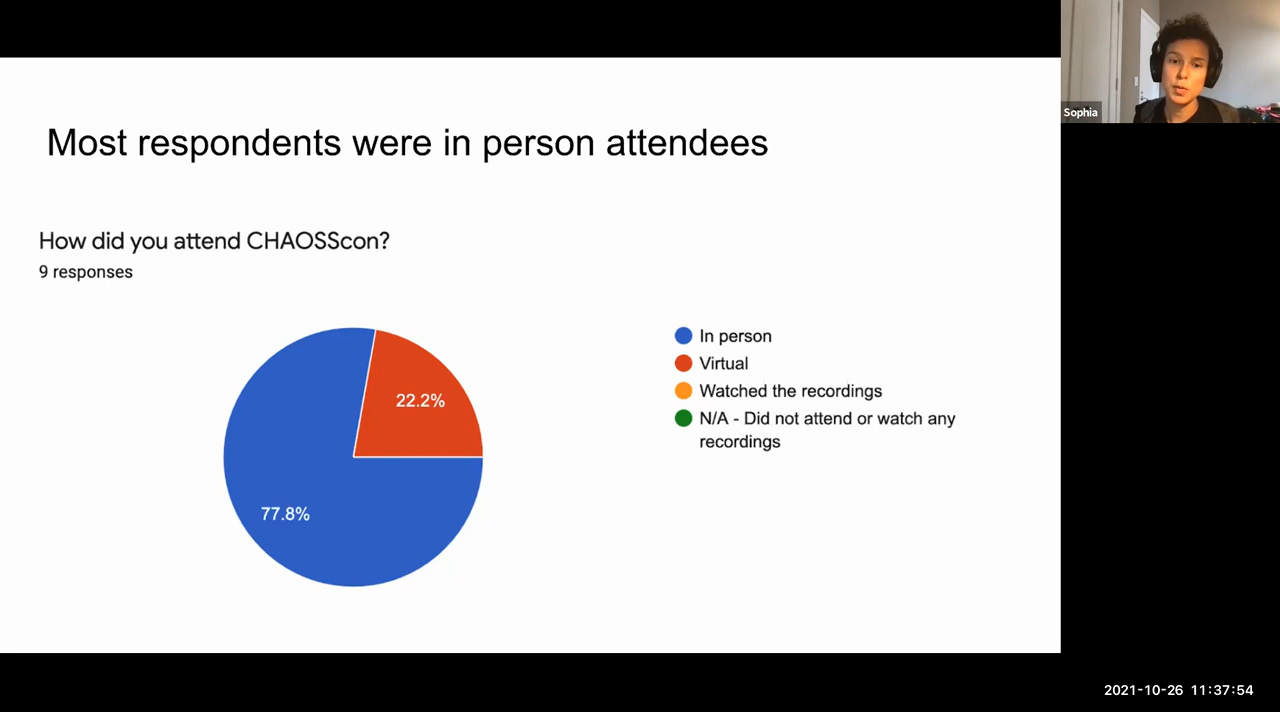 Most respondents were in person attendees
Sophia
How did you attend CHAOSScon?
9 responses
In person
Virtual
Watched the recordings
N/A - Did not attend or watch any
recordings
22.2%
77.8%
2021-10-26 11:37:54